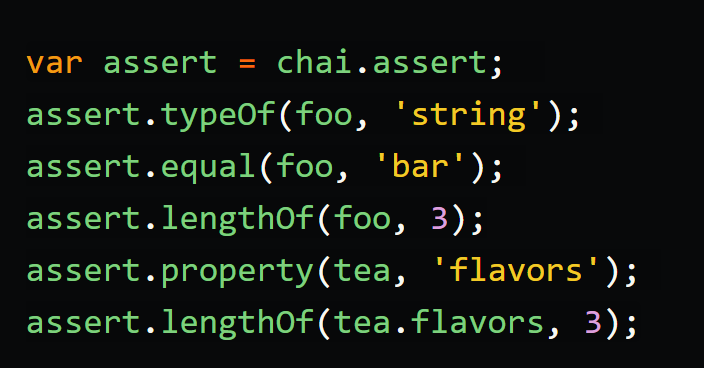 var assert = chai.assert;
assert.typeOf(foo, 'string');
assert.equal(foo, 'bar');
assert.lengthOf(foo, 3);
assert.property(tea, 'flavors');
assert.lengthOf(tea.flavors, 3);